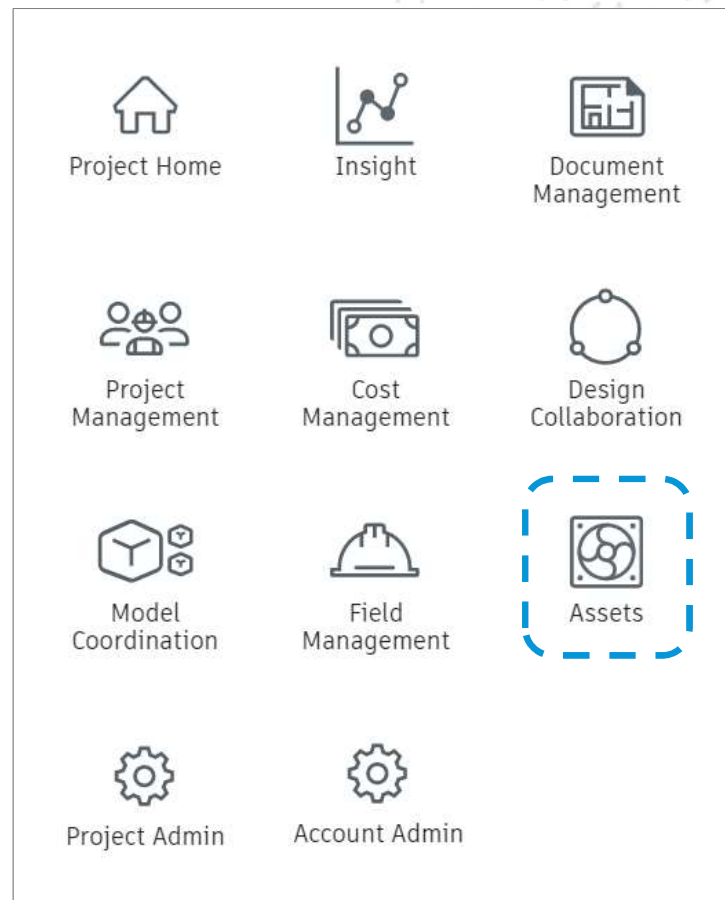 Project Home
Insight
Document
Management
Project
Management
Cost
Management
Design
Collaboration
Model
Coordination
Field
Management
Assets
Project Admin
Account Admin